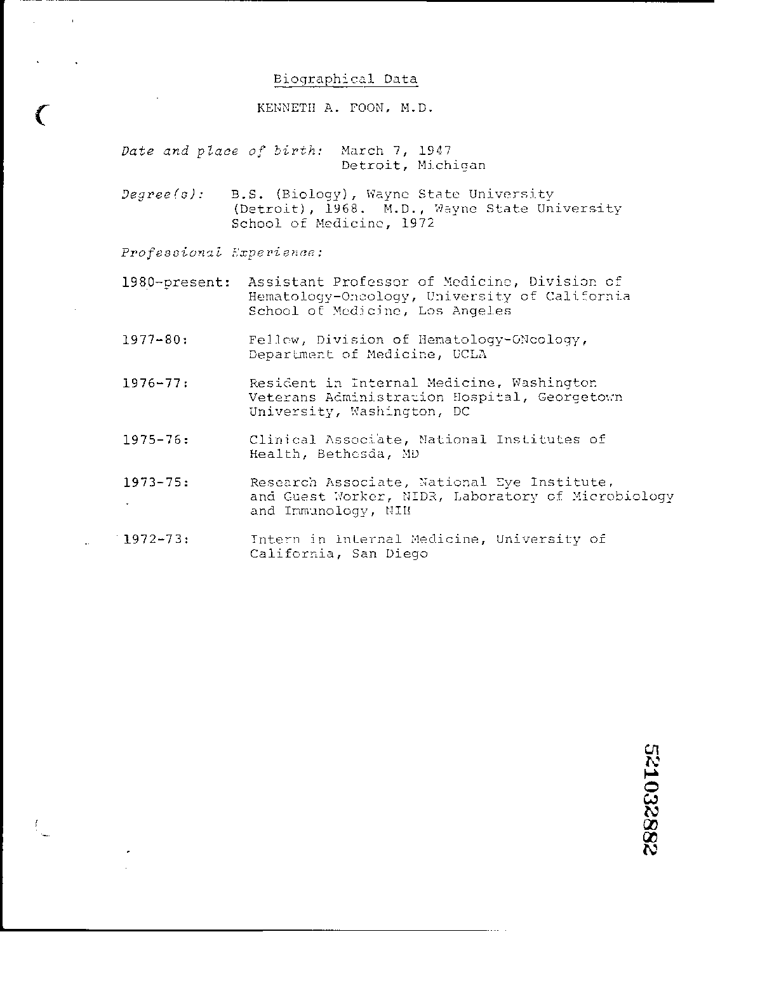 Biographical Data
KENNETH A. FOON, M.D.
Date and place of birth: March 7, 1947
Detroit, Michigan
Degree(s): B.S. (Biology), Wayne State University
(Detroit), 1968. M.D., Wayne State University
School of Medicine, 1972
Professional Experience:
1980-present: Assistant Professor of Medicine, Division of
Hematology-Oncology, University of California
School of Medicine, Los Angeles
1977-80: Fellow, Division of Hematology-ONcology,
Department of Medicine, UCLA
1976-77: Resident in Internal Medicine, Washington
Veterans Administration Hospital, Georgetown
University, Washington, DC
1975-76: Clinical Associate, National Institutes of
Health, Bethesda, MD
1973-75: Research Associate, National Eye Institute,
and Guest Worker, NIDR, Laboratory of Microbiology
and Immunology, NIH
1972-73: Intern in internal Medicine, University of
California, San Diego
521032882